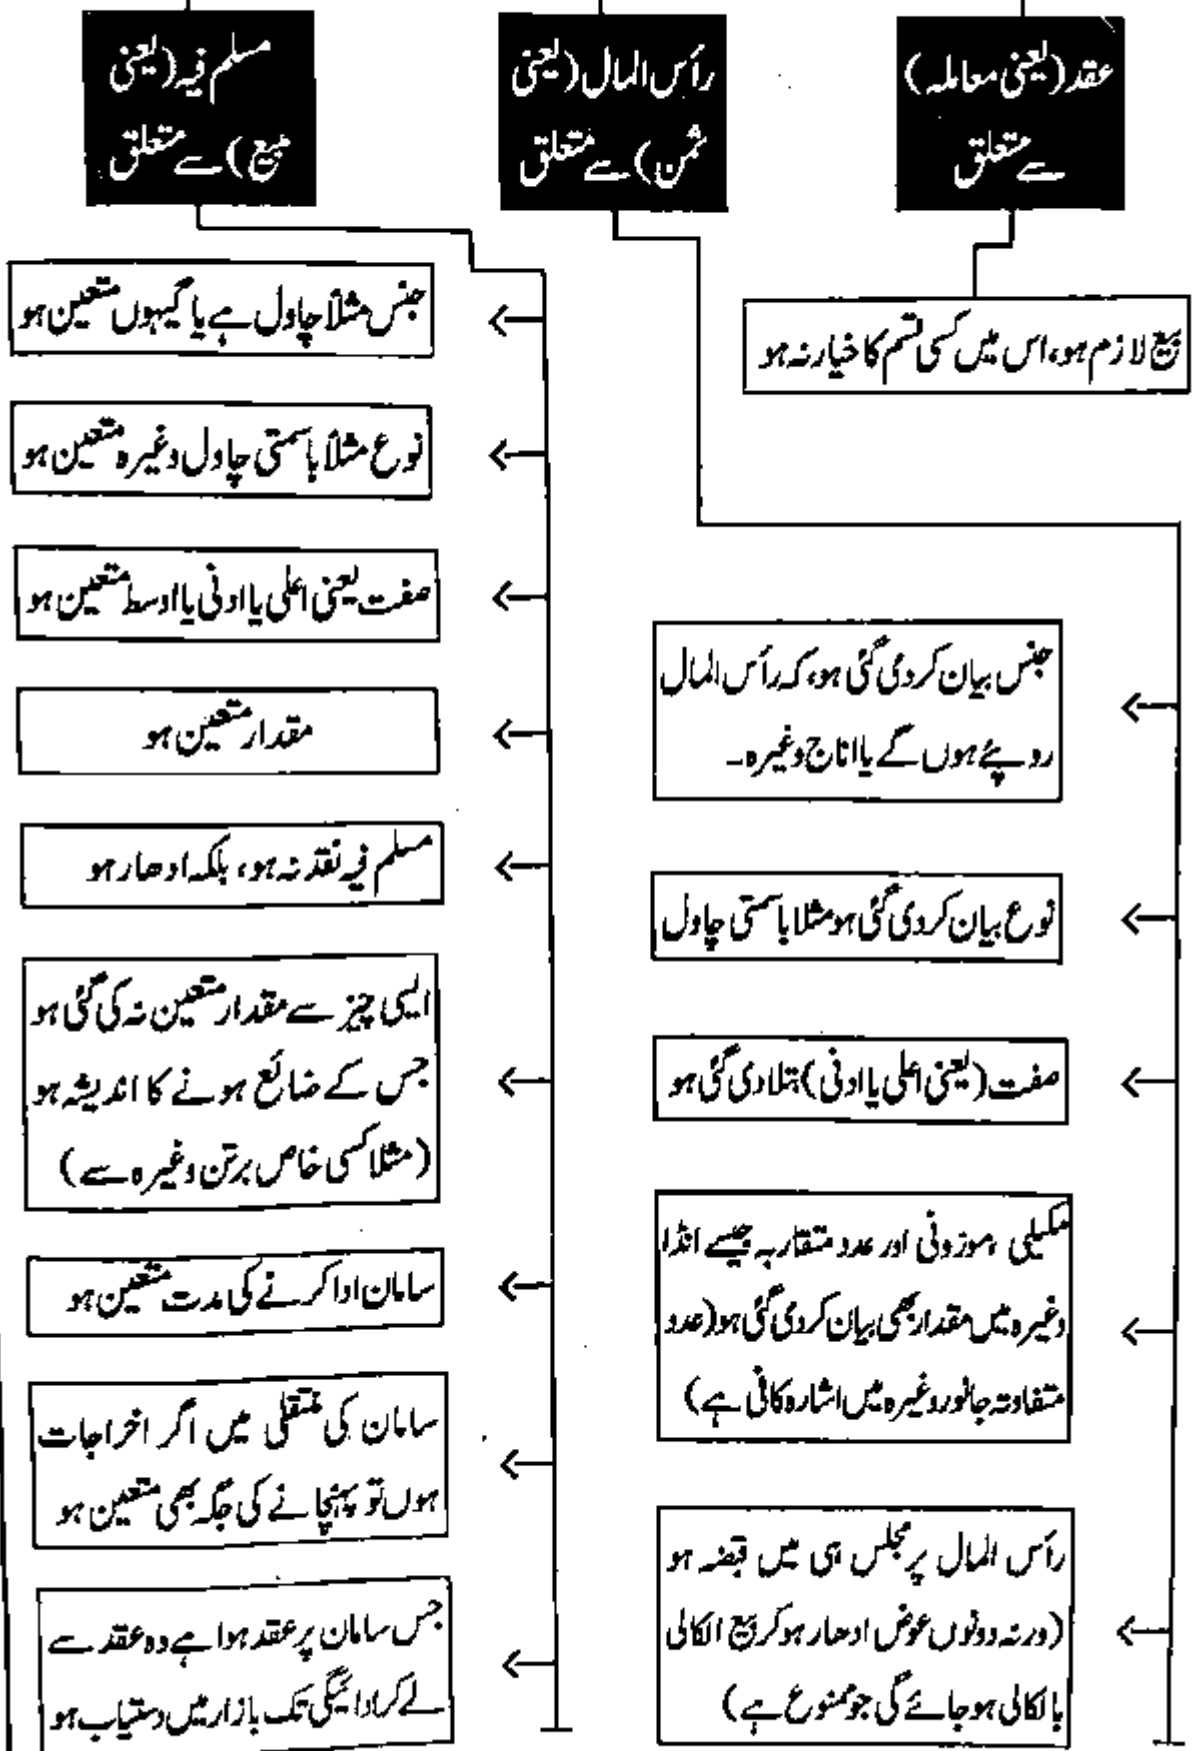 عقد (یعنی معاملہ)
سے متعلق
بیع لازم ہو، اس میں کسی قسم کا خیار نہ ہو
رأس المال (یعنی
ثمن) سے متعلق
جنس بیان کردی گئی ہو، کہ رأس المال
روپئے ہوں گے یا اناج وغیرہ۔
نوع بیان کردی گئی ہو مثلا باسمتی چاول
صفت (یعنی اعلی یا ادنی) بتلا دی گئی ہو
مکیلی، موزونی اور عدد متقاربہ جیسے انڈا
وغیرہ میں مقدار بھی بیان کردی گئی ہو (عدد
متفاوتہ جانور وغیرہ میں اشارہ کافی ہے)
رأس المال پر مجلس ہی میں قبضہ ہو
(ورنہ دونوں عوض ادھار ہو کر بیع الکالی
بالکالی ہو جائے گی جو ممنوع ہے)
مسلم فیہ (یعنی
مبیع) سے متعلق
جنس مثلاً چاول ہے یا گیہوں متعین ہو
نوع مثلاً باسمتی چاول وغیرہ متعین ہو
صفت یعنی اعلی یا ادنی یا اوسط متعین ہو
مقدار متعین ہو
مسلم فیہ نقد نہ ہو، بلکہ ادھار ہو
ایسی چیز سے مقدار متعین نہ کی گئی ہو
جس کے ضائع ہونے کا اندیشہ ہو
(مثلا کسی خاص برتن وغیرہ سے)
سامان ادا کرنے کی مدت متعین ہو
سامان کی منتقلی میں اگر اخراجات
ہوں تو پہنچانے کی جگہ بھی متعین ہو
جس سامان پر عقد ہوا ہے وہ عقد سے
لے کر ادائیگی تک بازار میں دستیاب ہو